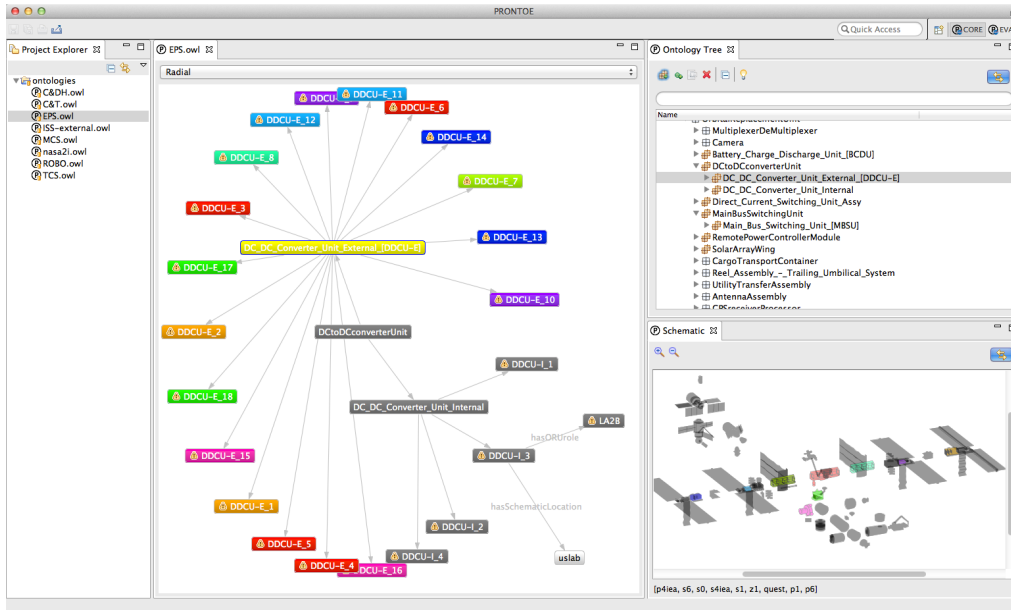 PRONTOE
Quick Access
CORE
EVA
Project Explorer
ontologies
C&DH.owl
C&T.owl
EPS.owl
ISS-external.owl
MCS.owl
nasa2i.owl
ROBO.owl
TCS.owl
EPS.owl
Radial
DDCU-E_11
DDCU-E_6
DDCU-E_12
DDCU-E_14
DDCU-E_8
DDCU-E_7
DDCU-E_3
DDCU-E_13
DC_DC_Converter_Unit_External_[DDCU-E]
DDCU-E_17
DDCU-E_10
DDCU-E_2
DCtoDCconverterUnit
DDCU-I_1
DDCU-E_18
DC_DC_Converter_Unit_Internal
LA2B
hasORUrole
DDCU-E_15
DDCU-I_3
DDCU-E_1
hasSchematicLocation
DDCU-I_2
DDCU-E_5
DDCU-I_4
uslab
DDCU-E_4
DDCU-E_16
Ontology Tree
Name
MultiplexerDeMultiplexer
Camera
Battery_Charge_Discharge_Unit_[BCDU]
DCtoDCconverterUnit
DC_DC_Converter_Unit_External_[DDCU-E]
DC_DC_Converter_Unit_Internal
Direct_Current_Switching_Unit_Assy
MainBusSwitchingUnit
Main_Bus_Switching_Unit_[MBSU]
RemotePowerControllerModule
SolarArrayWing
CargoTransportContainer
Reel_Assembly_-_Trailing_Umbilical_System
UtilityTransferAssembly
AntennaAssembly
GPSreceiverProcessor
Schematic
[p4iea, s6, s0, s4iea, s1, z1, quest, p1, p6]